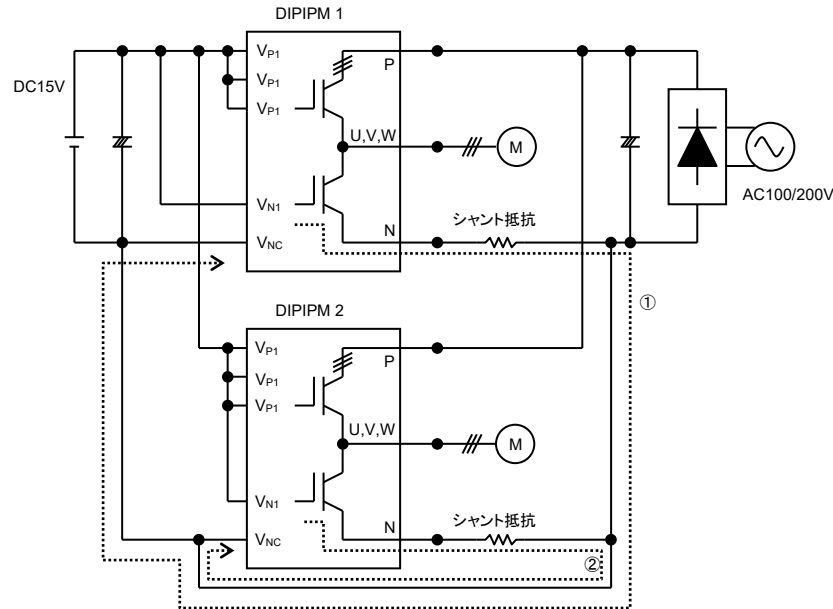 DIPIPM 1
VP1
VP1
VP1
P
DC15V
U,V,W
M
AC100/200V
VN1
VNC
N
シャント抵抗
①
DIPIPM 2
VP1
VP1
VP1
P
U,V,W
M
VN1
VNC
N
シャント抵抗
②